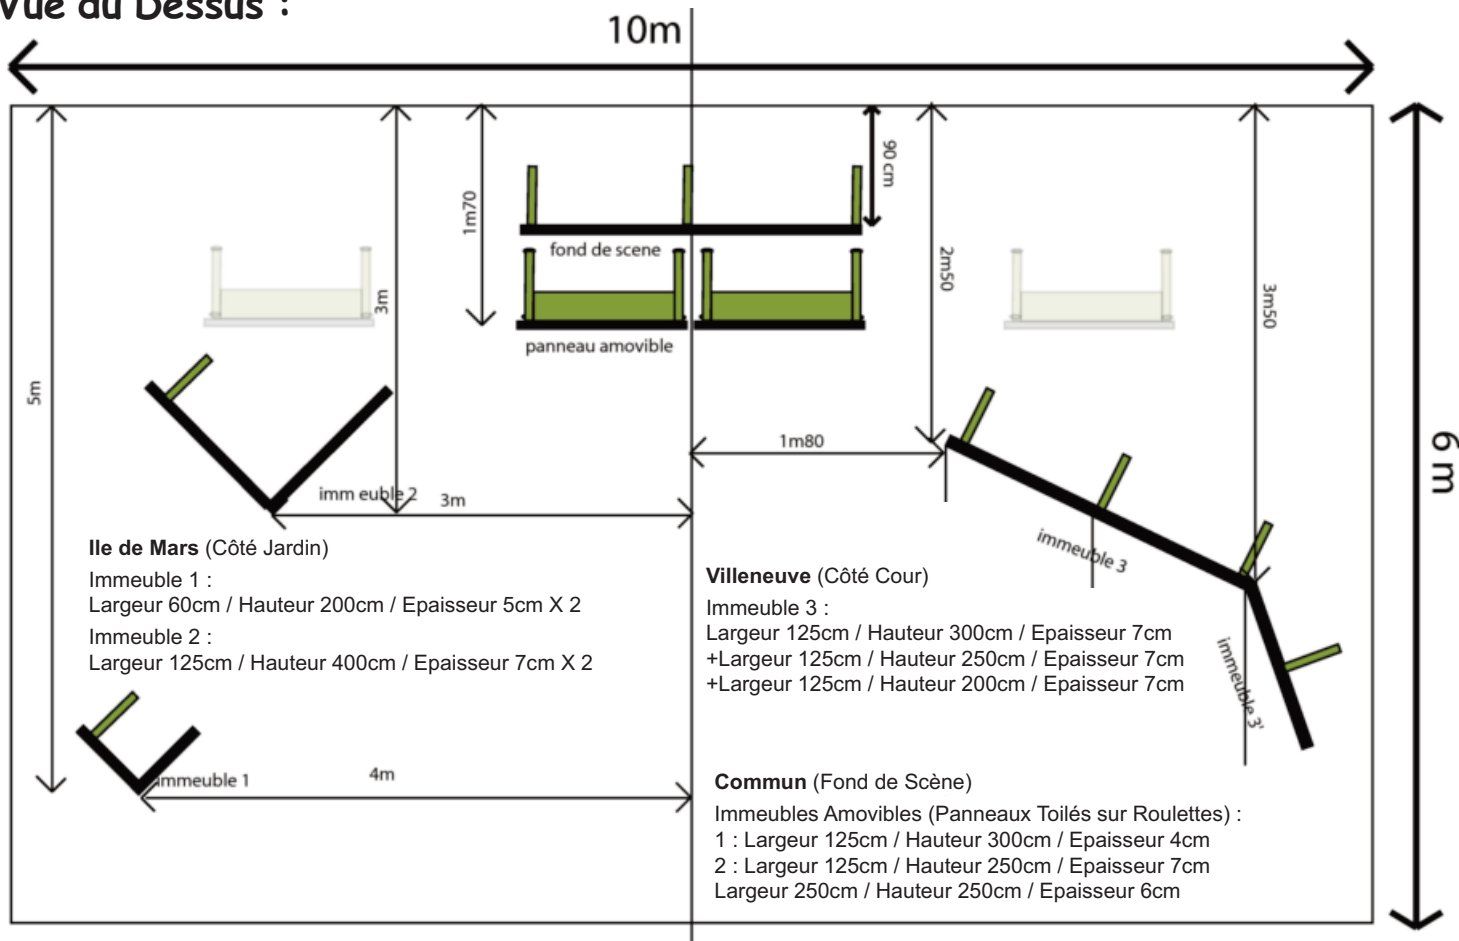 Vue du Dessus :
10m
90 cm
1m70
fond de scene
2m50
3m
3m50
panneau amovible
5m
1m80
6 m
imm euble 2
3m
immeuble 3
Ile de Mars (Côté Jardin)
Immeuble 1 :
Largeur 60cm / Hauteur 200cm / Epaisseur 5cm X 2
Immeuble 2 :
Largeur 125cm / Hauteur 400cm / Epaisseur 7cm X 2
Villeneuve (Côté Cour)
Immeuble 3 :
Largeur 125cm / Hauteur 300cm / Epaisseur 7cm
+Largeur 125cm / Hauteur 250cm / Epaisseur 7cm
+Largeur 125cm / Hauteur 200cm / Epaisseur 7cm
immeuble 3'
immeuble 1
4m
Commun (Fond de Scène)
Immeubles Amovibles (Panneaux Toilés sur Roulettes) :
1 : Largeur 125cm / Hauteur 300cm / Epaisseur 4cm
2 : Largeur 125cm / Hauteur 250cm / Epaisseur 7cm
Largeur 250cm / Hauteur 250cm / Epaisseur 6cm